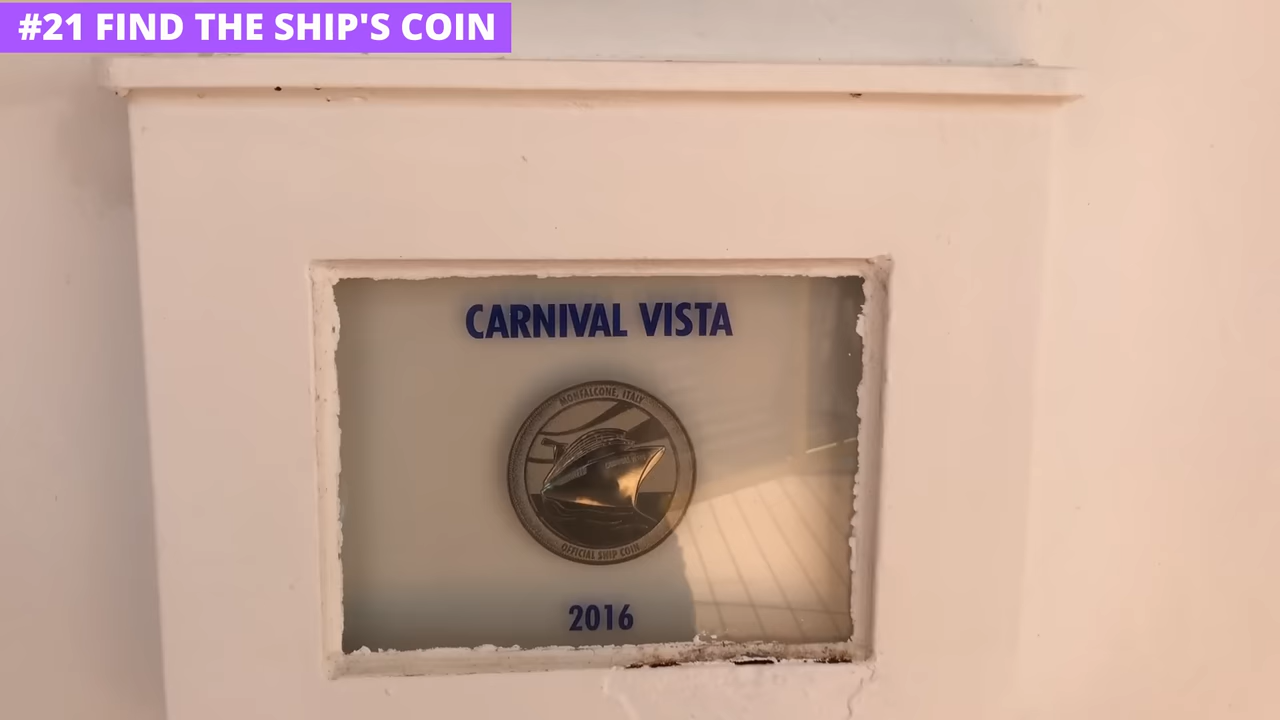 #21 FIND THE SHIP'S COIN
CARNIVAL VISTA
MONFALCONE, ITALY
OFFICIAL SHIP COIN
2016